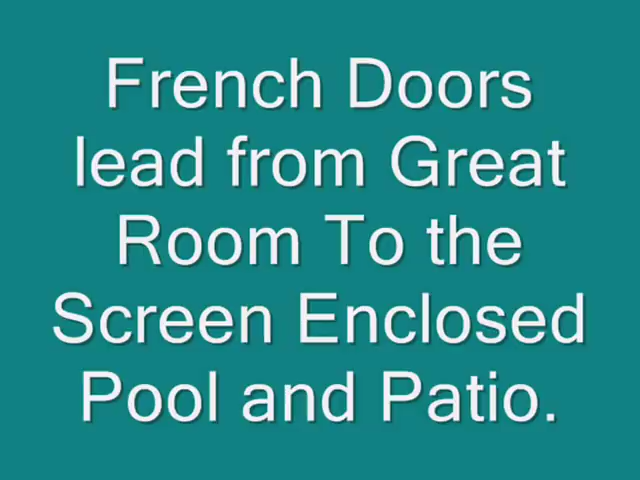 French Doors
lead from Great
Room To the
Screen Enclosed
Pool and Patio.